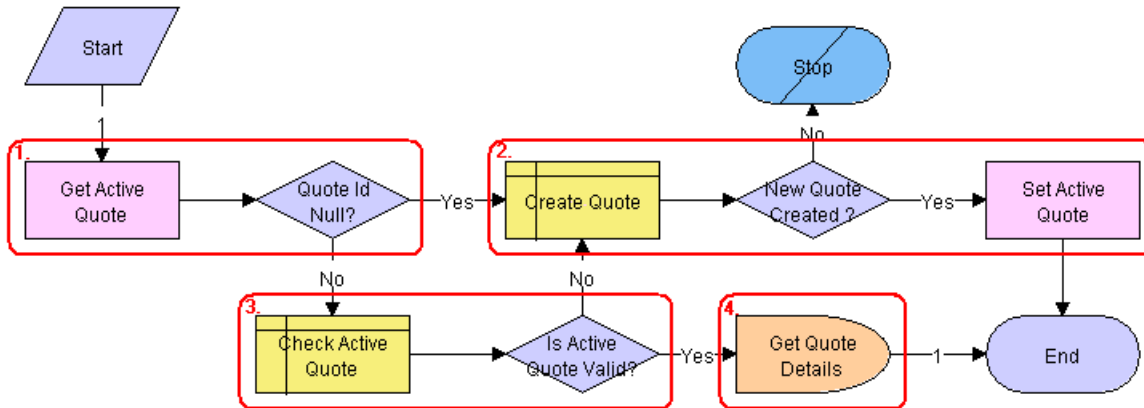 Start
Stop
1
No
1.
2.
Get Active
Quote
Quote Id
Null?
Yes
Create Quote
New Quote
Created ?
Yes
Set Active
Quote
No
No
3.
4.
Check Active
Quote
Is Active
Quote Valid?
Yes
Get Quote
Details
1
End